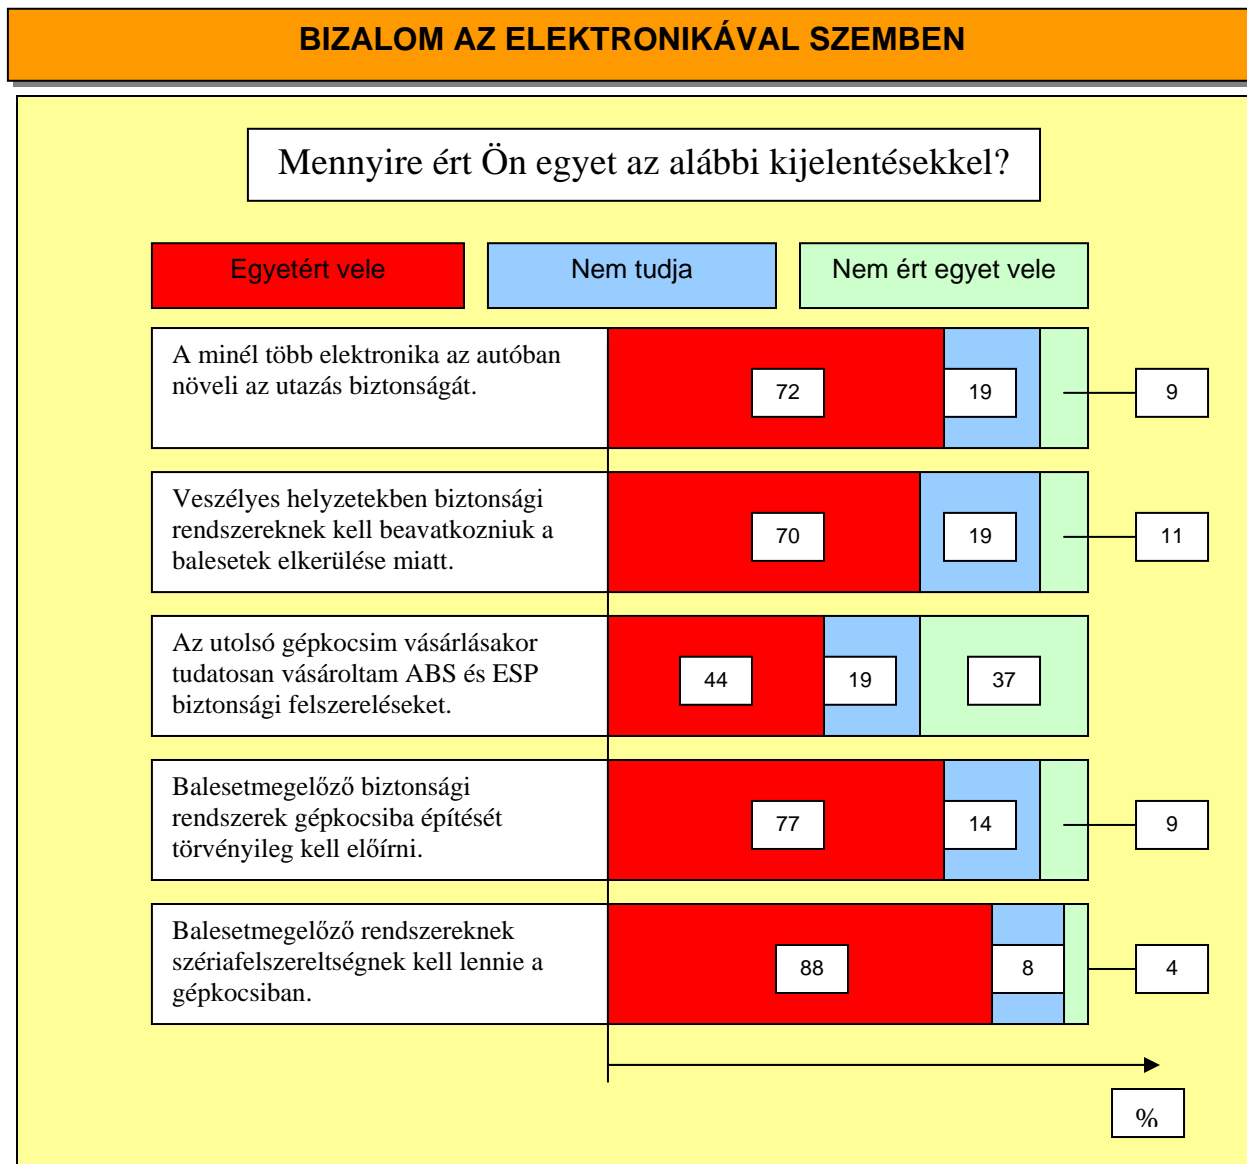 BIZALOM AZ ELEKTRONIKÁVAL SZEMBEN
Mennyire ért Ön egyet az alábbi kijelentésekkel?
Egyetért vele
Nem tudja
Nem ért egyet vele
A minél több elektronika az autóban
növeli az utazás biztonságát.
72
19
9
Veszélyes helyzetekben biztonsági
rendszereknek kell beavatkozniuk a
balesetek elkerülése miatt.
70
19
11
Az utolsó gépkocsim vásárlásakor
tudatosan vásároltam ABS és ESP
biztonsági felszereléseket.
44
19
37
Balesetmegelőző biztonsági
rendszerek gépkocsiba építését
törvényileg kell előírni.
77
14
9
Balesetmegelőző rendszereknek
szériafelszereltségnek kell lennie a
gépkocsiban.
88
8
4
%